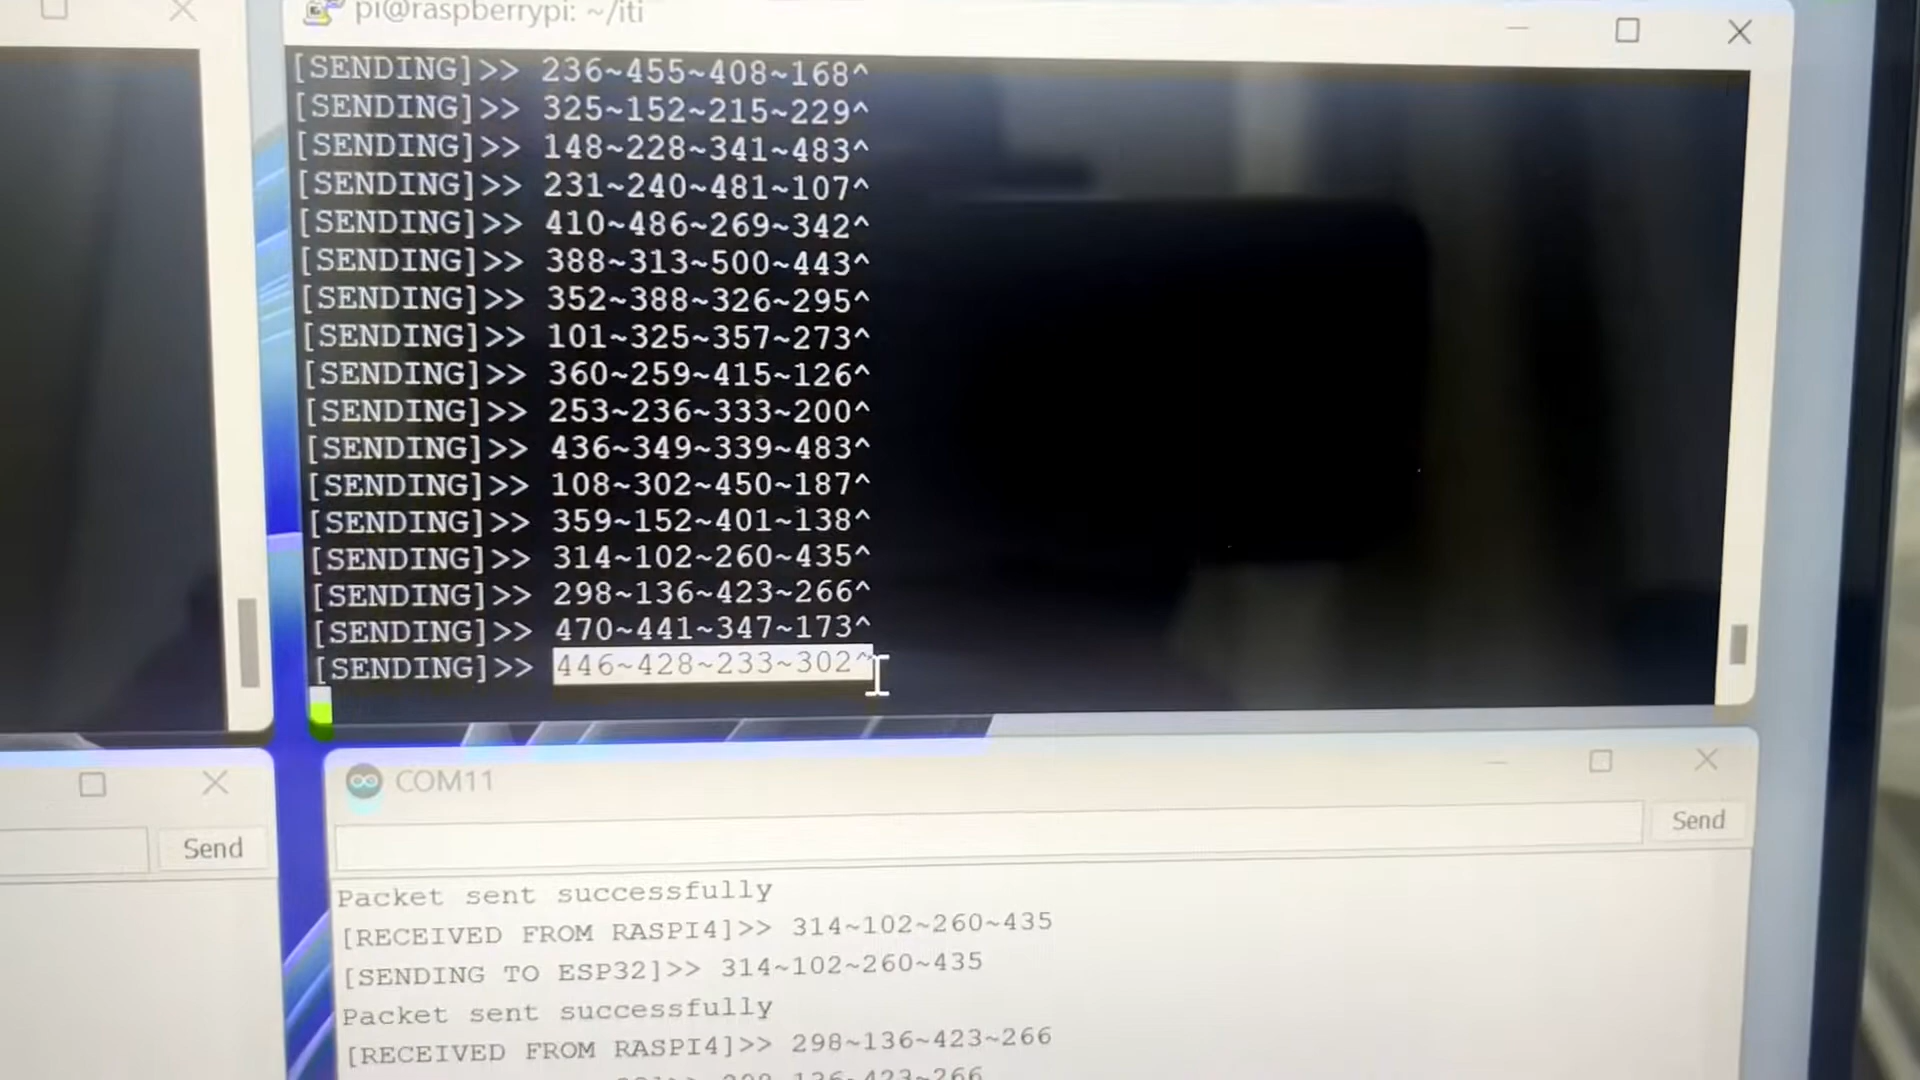 pi@raspberrypi: ~/iti
[SENDING]>> 236~455~408~168^
[SENDING]>> 325~152~215~229^
[SENDING]>> 148~228~341~483^
[SENDING]>> 231~240~481~107^
[SENDING]>> 410~486~269~342^
[SENDING]>> 388~313~500~443^
[SENDING]>> 352~388~326~295^
[SENDING]>> 101~325~357~273^
[SENDING]>> 360~259~415~126^
[SENDING]>> 253~236~333~200^
[SENDING]>> 436~349~339~483^
[SENDING]>> 108~302~450~187^
[SENDING]>> 359~152~401~138^
[SENDING]>> 314~102~260~435^
[SENDING]>> 298~136~423~266^
[SENDING]>> 470~441~347~173^
[SENDING]>> 446~428~233~302^
Send
COM11
Send
Packet sent successfully
[RECEIVED FROM RASPI4]>> 314~102~260~435
[SENDING TO ESP32]>> 314~102~260~435
Packet sent successfully
[RECEIVED FROM RASPI4]>> 298~136~423~266
298~136~423~266